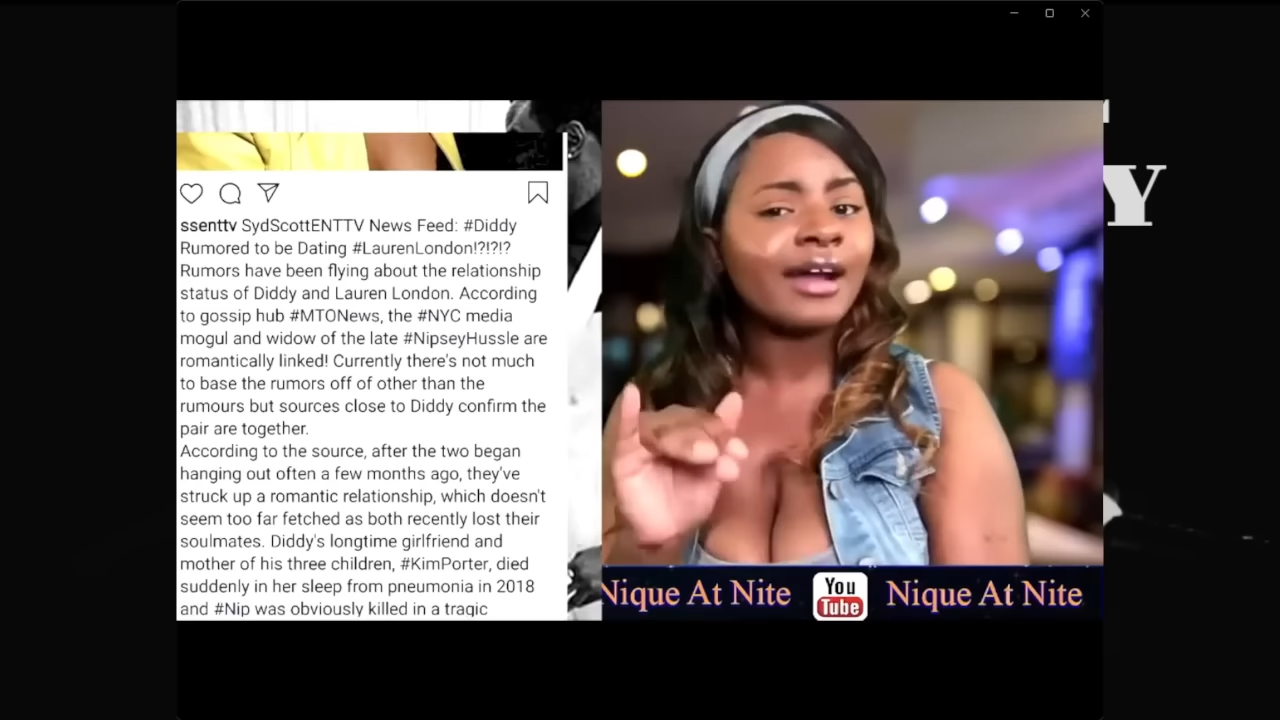 ssenttv SydScottENTTV News Feed: #Diddy
Rumored to be Dating #LaurenLondon!?!?!?
Rumors have been flying about the relationship
status of Diddy and Lauren London. According
to gossip hub #MTONews, the #NYC media
mogul and widow of the late #NipseyHussle are
romantically linked! Currently there's not much
to base the rumors off of other than the
rumours but sources close to Diddy confirm the
pair are together.
According to the source, after the two began
hanging out often a few months ago, they've
struck up a romantic relationship, which doesn't
seem too far fetched as both recently lost their
soulmates. Diddy's longtime girlfriend and
mother of his three children, #KimPorter, died
suddenly in her sleep from pneumonia in 2018
and #Nip was obviously killed in a tragic
Nique At Nite
You
Tube
Nique At Nite
Y